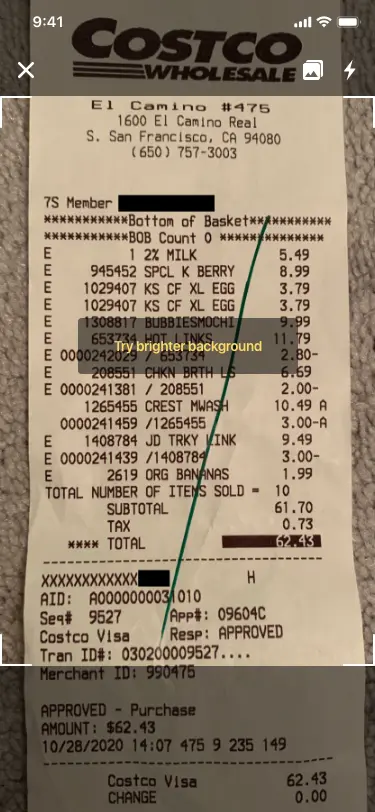 9:41
COSTCO
WHOLESALE
El Camino #475
1600 El Camino Real
S. San Francisco, CA 94080
(650) 757-3003
7S Member
***********Bottom of Basket***********
***********BOB Count 0 ***********
E 1 2% MILK 5.49
E 945452 SPCL K BERRY 8.99
E 1029407 KS CF XL EGG 3.79
E 1029407 KS CF XL EGG 3.79
E 1308817 BUBBIESMOCHI 9.99
E 653734 HOT LINKS 11.79
Try brighter background
E 0000242029 / 653734 2.80-
E 208551 CHKN BRTH LS 6.69
E 0000241381 / 208551 2.00-
1265455 CREST MWASH 10.49 A
0000241459 /1265455 3.00-A
E 1408784 JD TRKY LINK 9.49
E 0000241439 /1408784 3.00-
E 2619 ORG BANANAS 1.99
TOTAL NUMBER OF ITEMS SOLD = 10
SUBTOTAL 61.70
TAX 0.73
**** TOTAL 62.43
XXXXXXXXXXXX H
AID: A0000000031010
Seq# 9527 App#: 09604C
Costco Visa Resp: APPROVED
Tran ID#: 030200009527....
Merchant ID: 990475
APPROVED - Purchase
AMOUNT: $62.43
10/28/2020 14:07 475 9 235 149
Costco Visa 62.43
CHANGE 0.00